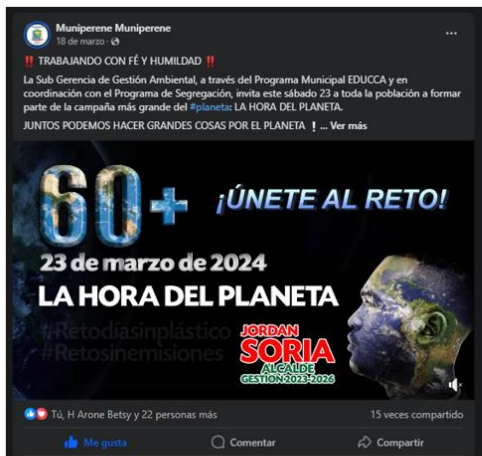 Muniperene Muniperene
18 de marzo ·
‼ TRABAJANDO CON FÉ Y HUMILDAD ‼
La Sub Gerencia de Gestión Ambiental, a través del Programa Municipal EDUCCA y en
coordinación con el Programa de Segregación, invita este sábado 23 a toda la población a formar
parte de la campaña más grande del #planeta: LA HORA DEL PLANETA.
JUNTOS PODEMOS HACER GRANDES COSAS POR EL PLANETA ❗ ... Ver más
60+
¡ÚNETE AL RETO!
23 de marzo de 2024
LA HORA DEL PLANETA
#Retodíasinplástico
#Retosinemisiones
JORDAN
SORIA
ALCALDE
GESTIÓN 2023-2026
Tú, H Arone Betsy y 22 personas más
15 veces compartido
Me gusta
Comentar
Compartir